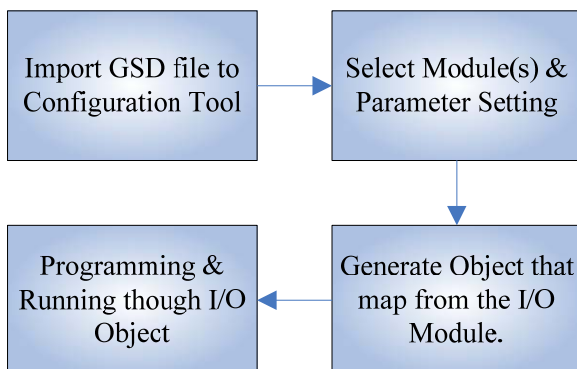 Import GSD file to
Configuration Tool
Select Module(s) &
Parameter Setting
Generate Object that
map from the I/O
Module.
Programming &
Running though I/O
Object